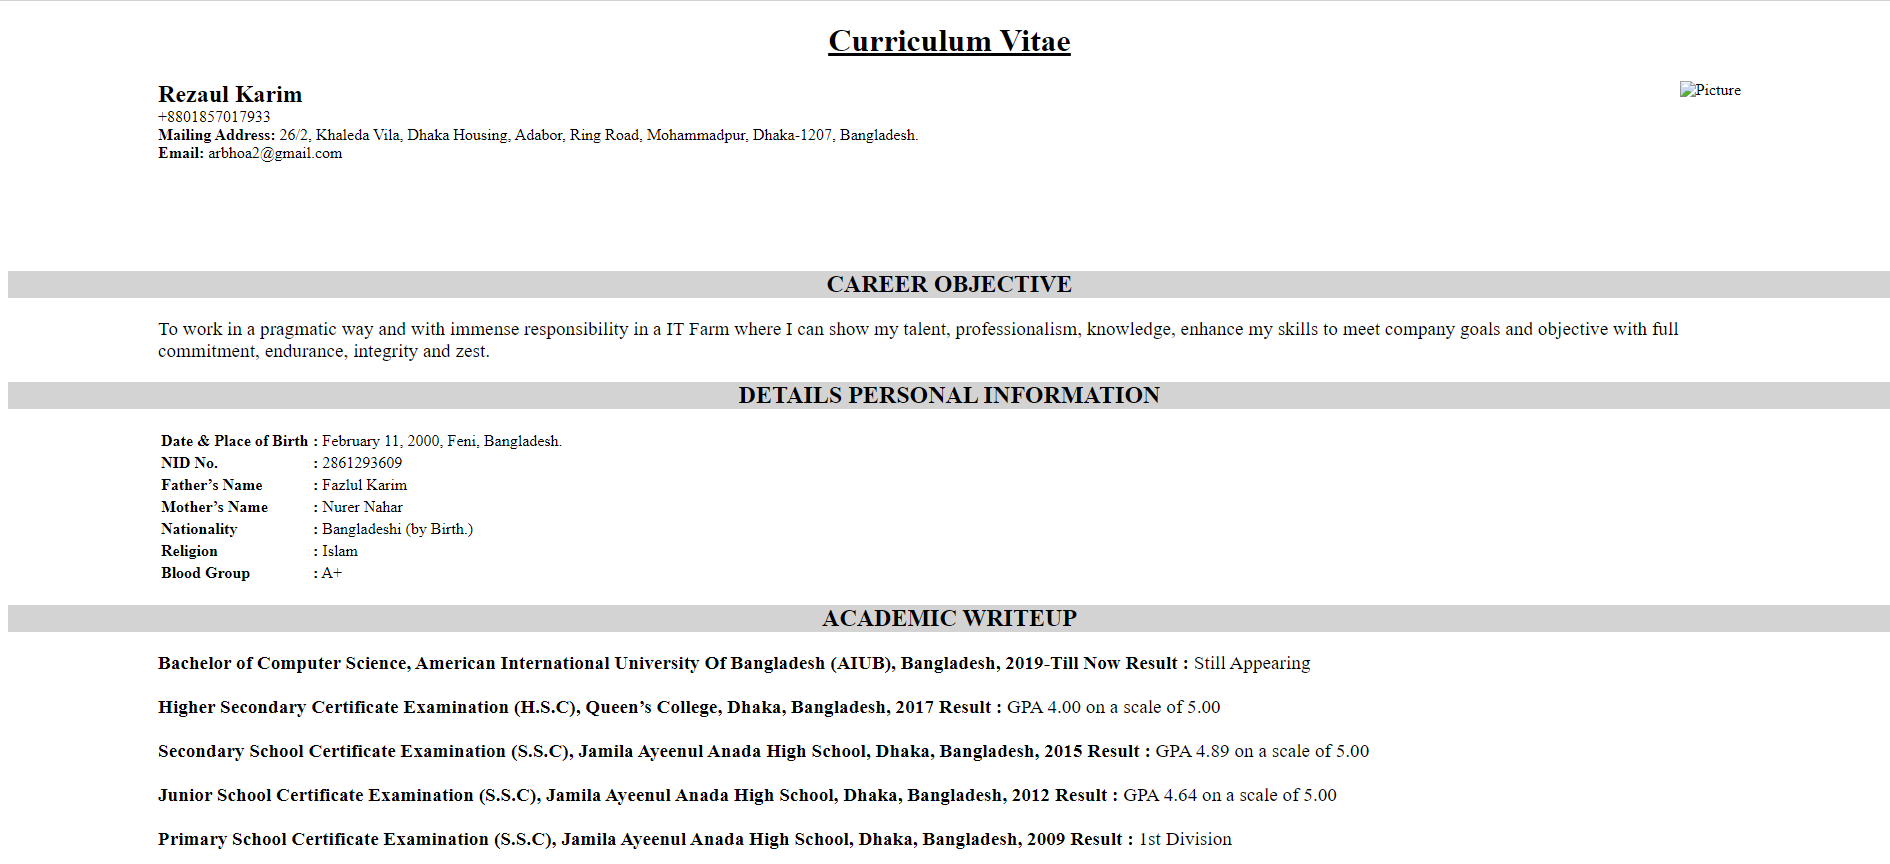 Curriculum Vitae
Rezaul Karim
Picture
+8801857017933
Mailing Address: 26/2, Khaleda Vila, Dhaka Housing, Adabor, Ring Road, Mohammadpur, Dhaka-1207, Bangladesh.
Email: arbhoa2@gmail.com
CAREER OBJECTIVE
To work in a pragmatic way and with immense responsibility in a IT Farm where I can show my talent, professionalism, knowledge, enhance my skills to meet company goals and objective with full
commitment, endurance, integrity and zest.
DETAILS PERSONAL INFORMATION
Date & Place of Birth : February 11, 2000, Feni, Bangladesh.
NID No. : 2861293609
Father’s Name : Fazlul Karim
Mother’s Name : Nurer Nahar
Nationality : Bangladeshi (by Birth.)
Religion : Islam
Blood Group : A+
ACADEMIC WRITEUP
Bachelor of Computer Science, American International University Of Bangladesh (AIUB), Bangladesh, 2019-Till Now Result : Still Appearing
Higher Secondary Certificate Examination (H.S.C), Queen’s College, Dhaka, Bangladesh, 2017 Result : GPA 4.00 on a scale of 5.00
Secondary School Certificate Examination (S.S.C), Jamila Ayeenul Anada High School, Dhaka, Bangladesh, 2015 Result : GPA 4.89 on a scale of 5.00
Junior School Certificate Examination (S.S.C), Jamila Ayeenul Anada High School, Dhaka, Bangladesh, 2012 Result : GPA 4.64 on a scale of 5.00
Primary School Certificate Examination (S.S.C), Jamila Ayeenul Anada High School, Dhaka, Bangladesh, 2009 Result : 1st Division